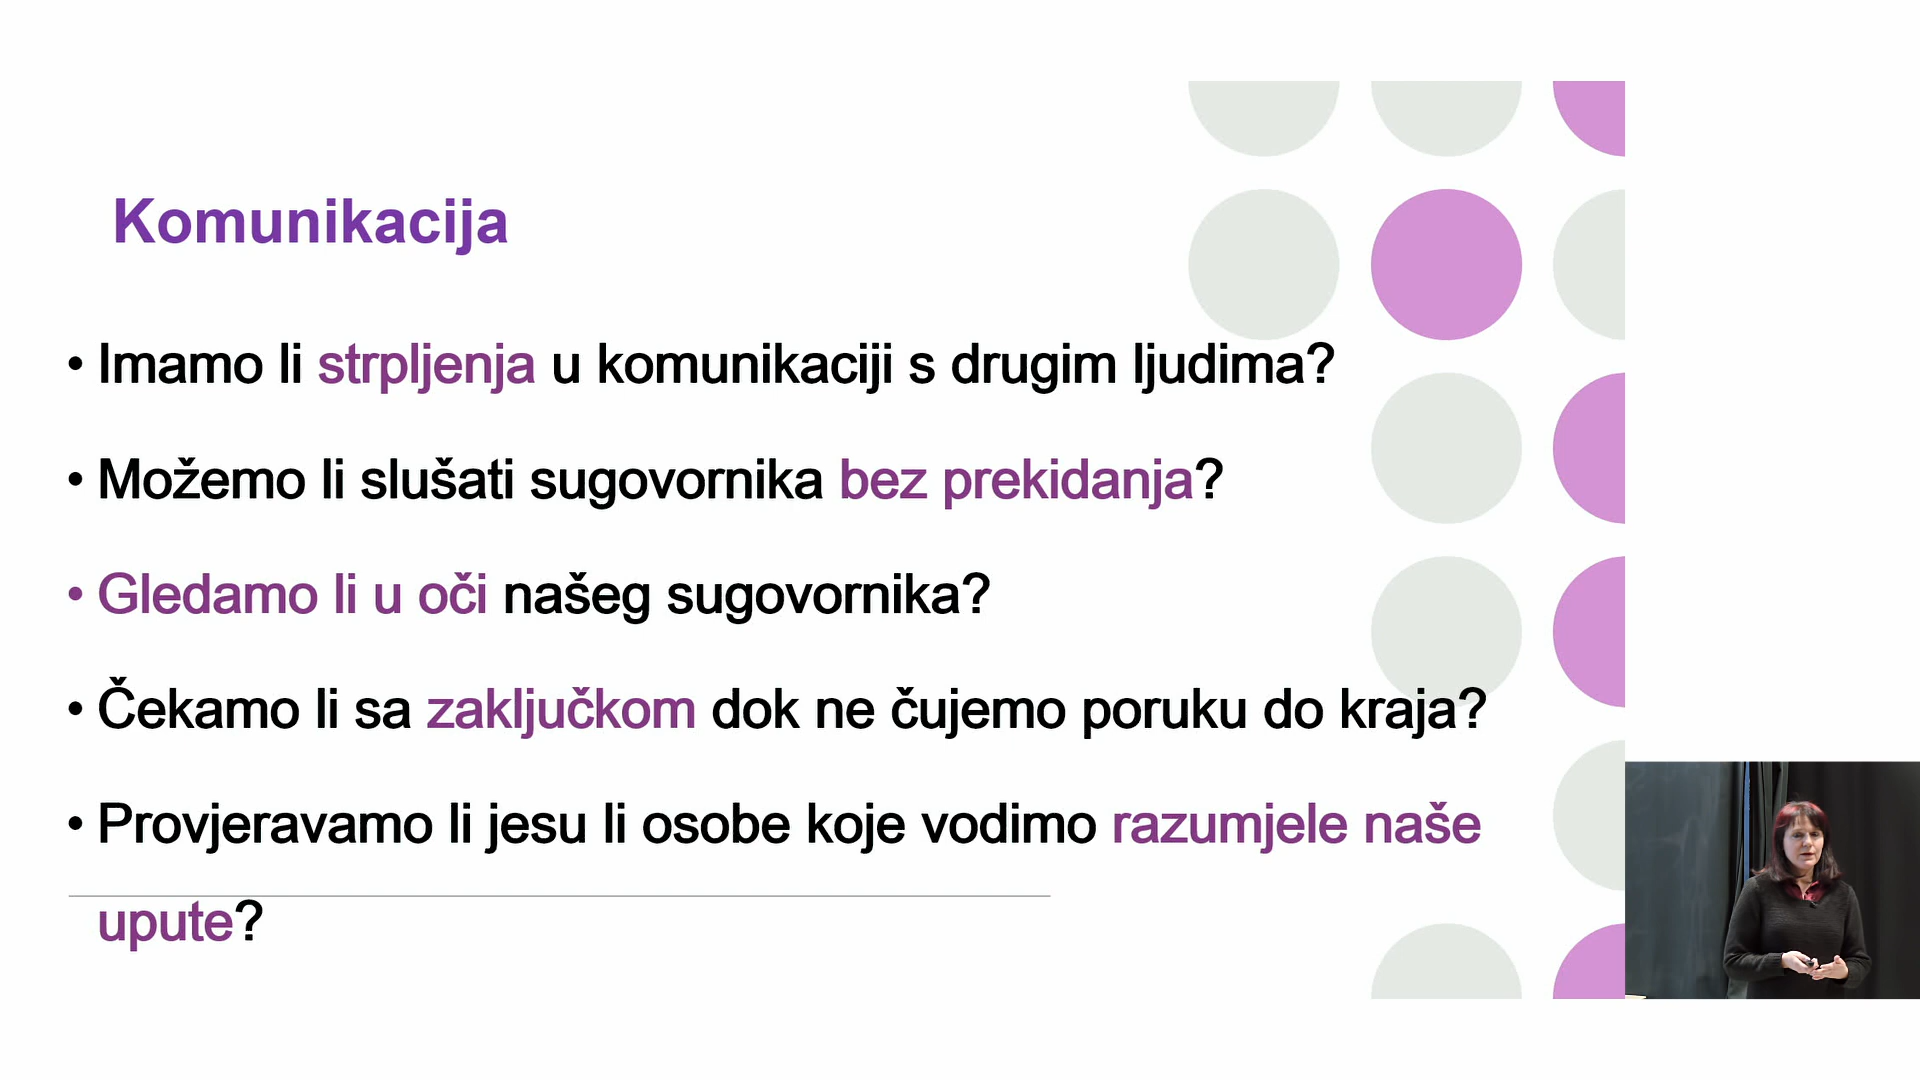 Komunikacija
• Imamo li strpljenja u komunikaciji s drugim ljudima?
• Možemo li slušati sugovornika bez prekidanja?
• Gledamo li u oči našeg sugovornika?
• Čekamo li sa zaključkom dok ne čujemo poruku do kraja?
• Provjeravamo li jesu li osobe koje vodimo razumjele naše
upute?